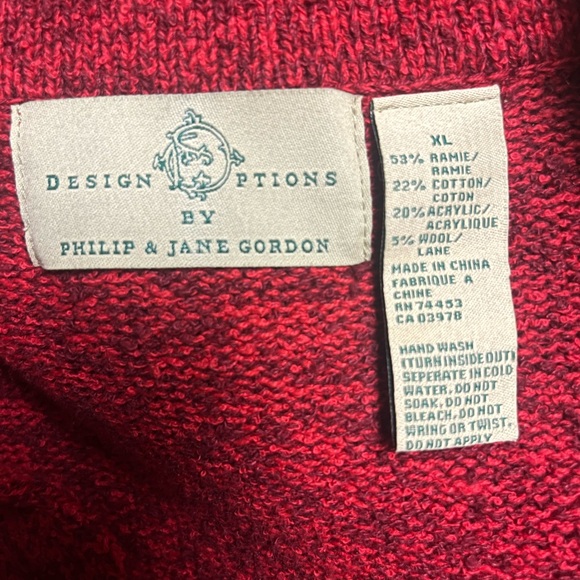 DESIGN OPTIONS
BY
PHILIP & JANE GORDON
XL
53% RAMIE/
RAMIE
22% COTTON/
COTON
20% ACRYLIC/
ACRYLIQUE
5% WOOL/
LANE
MADE IN CHINA
FABRIQUE A
CHINE
RN 74453
CA 03978
HAND WASH
(TURN INSIDE OUT)
SEPERATE IN COLD
WATER, DO NOT
SOAK, DO NOT
BLEACH, DO NOT
WRING OR TWIST,
DO NOT APPLY